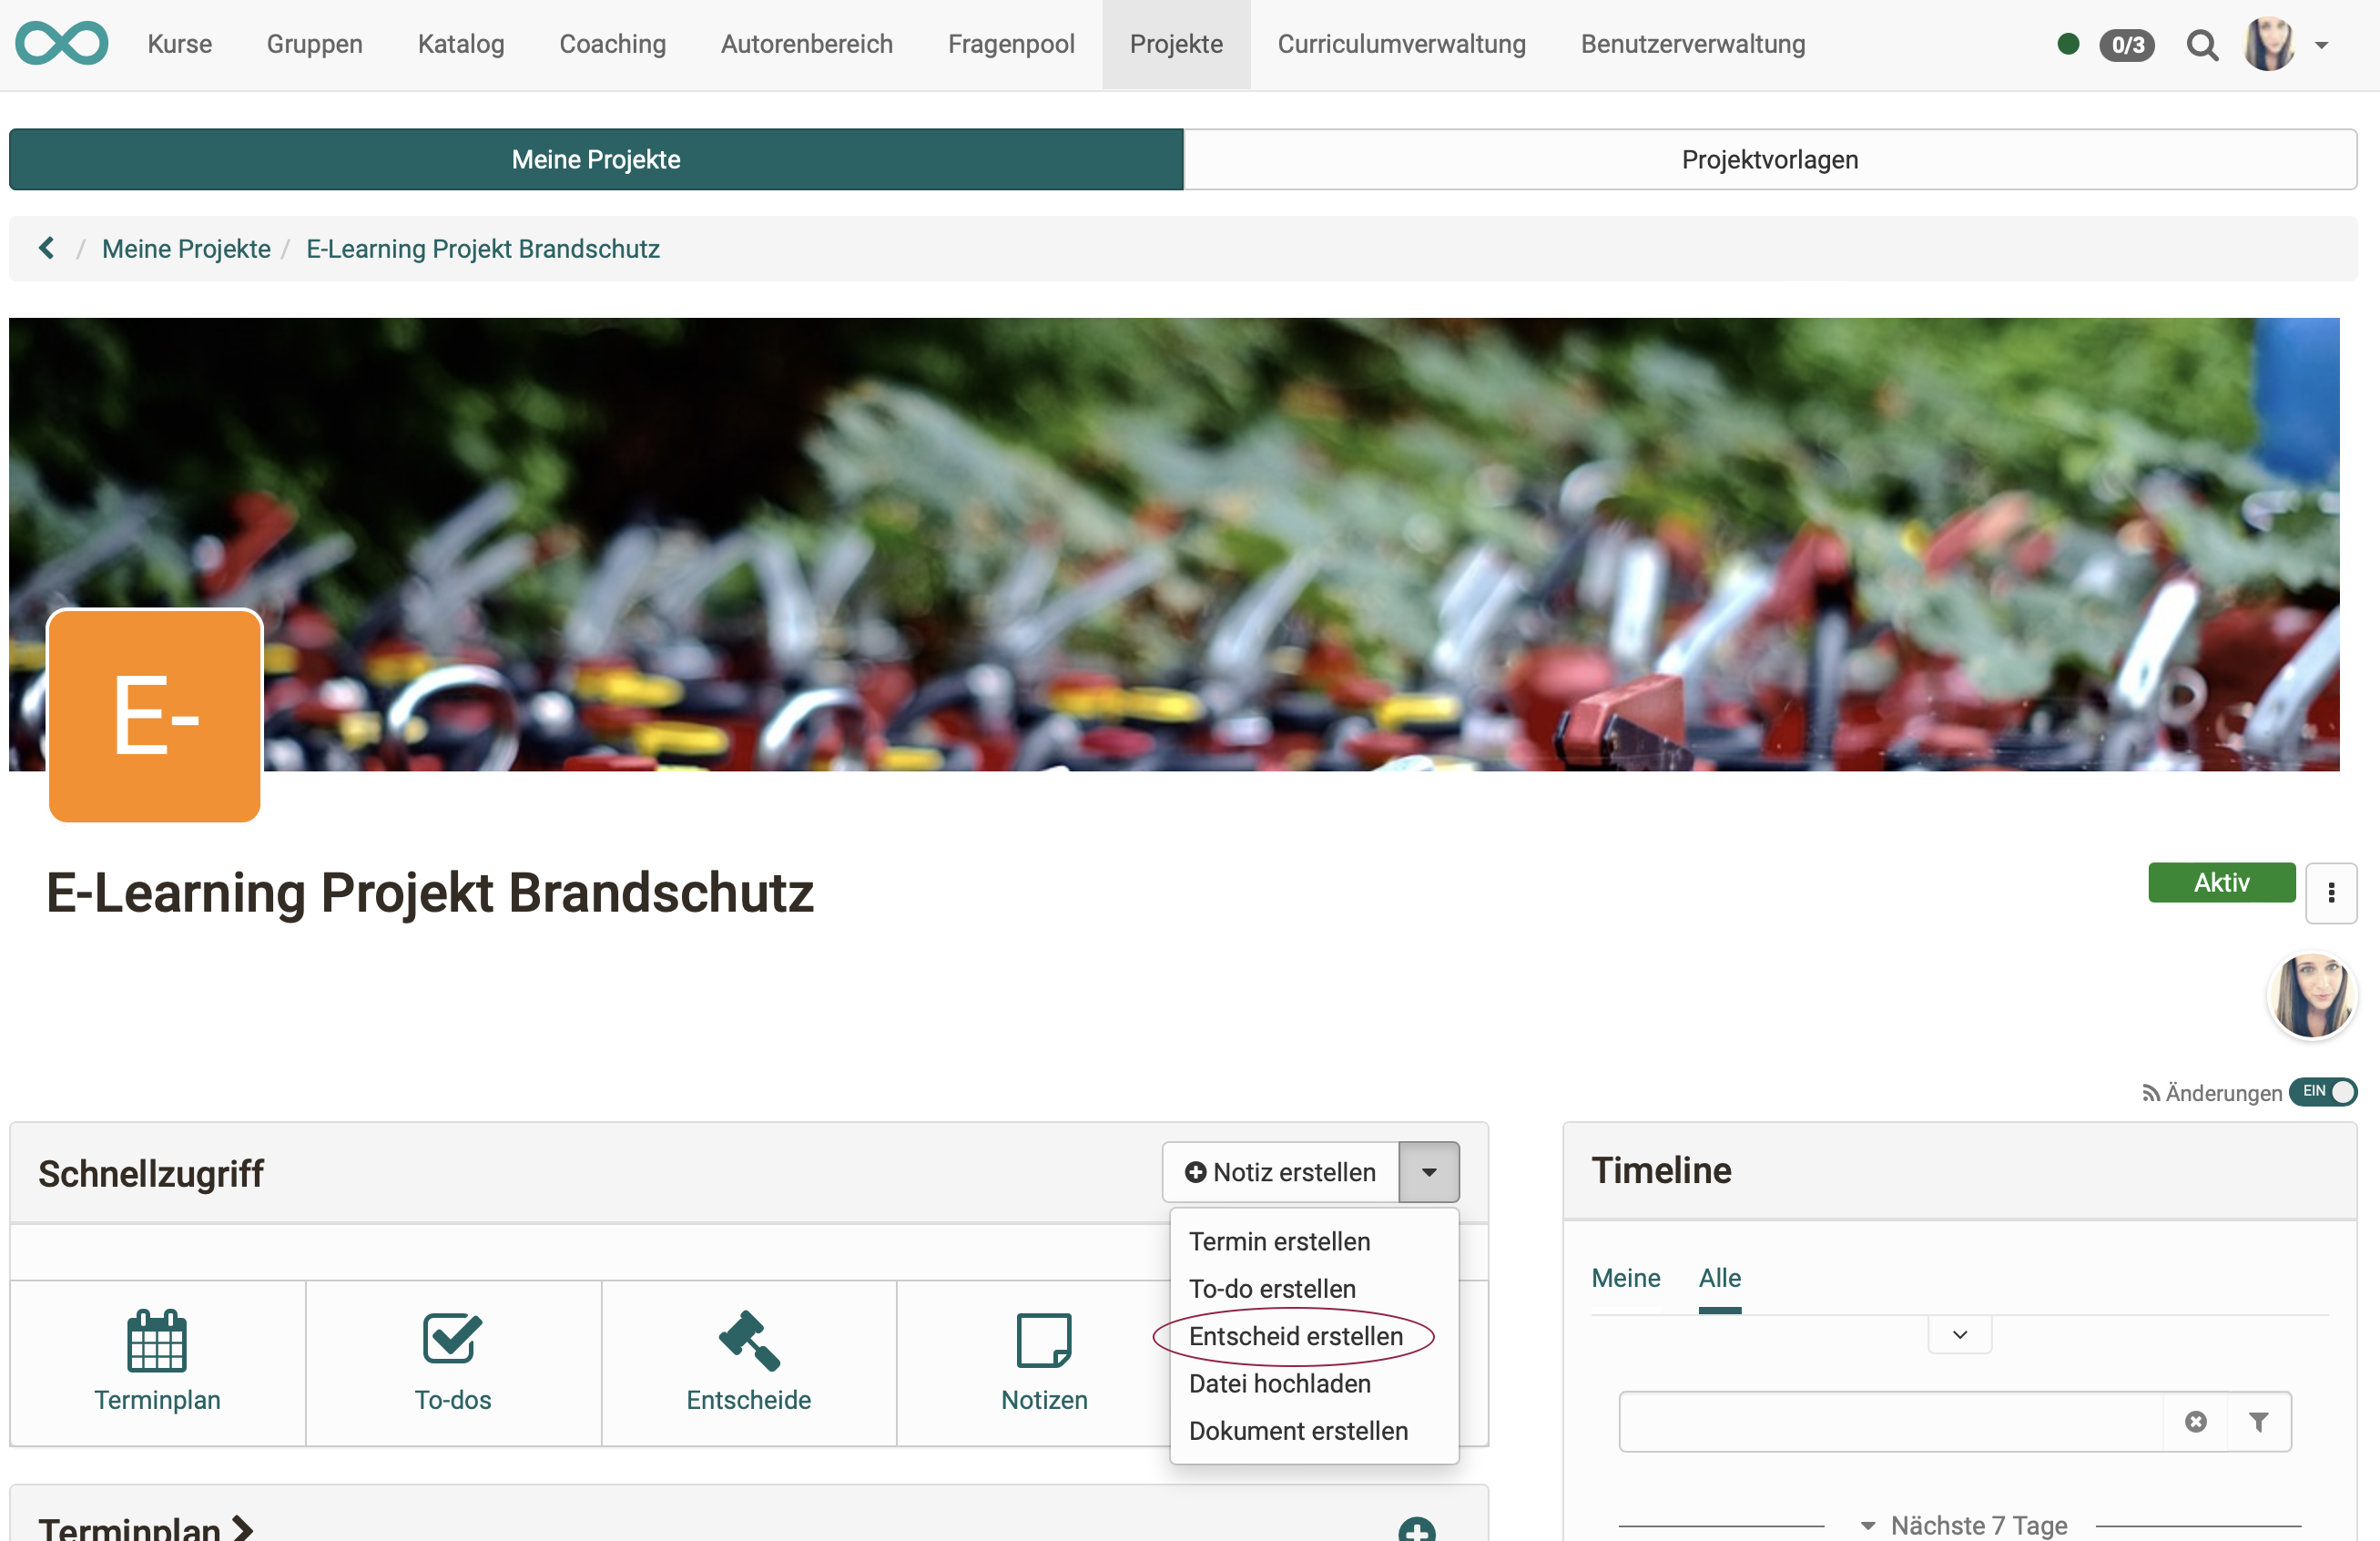 Kurse Gruppen Katalog Coaching Autorenbereich Fragenpool Projekte Curriculumverwaltung Benutzerverwaltung 0/3
Meine Projekte Projektvorlagen
/ Meine Projekte / E-Learning Projekt Brandschutz
E-
E-Learning Projekt Brandschutz
Aktiv
Änderungen EIN
Schnellzugriff
Notiz erstellen
Termin erstellen
To-do erstellen
Entscheid erstellen
Datei hochladen
Dokument erstellen
Terminplan
To-dos
Entscheide
Notizen
Terminplan
Timeline
Meine Alle
Nächste 7 Tage